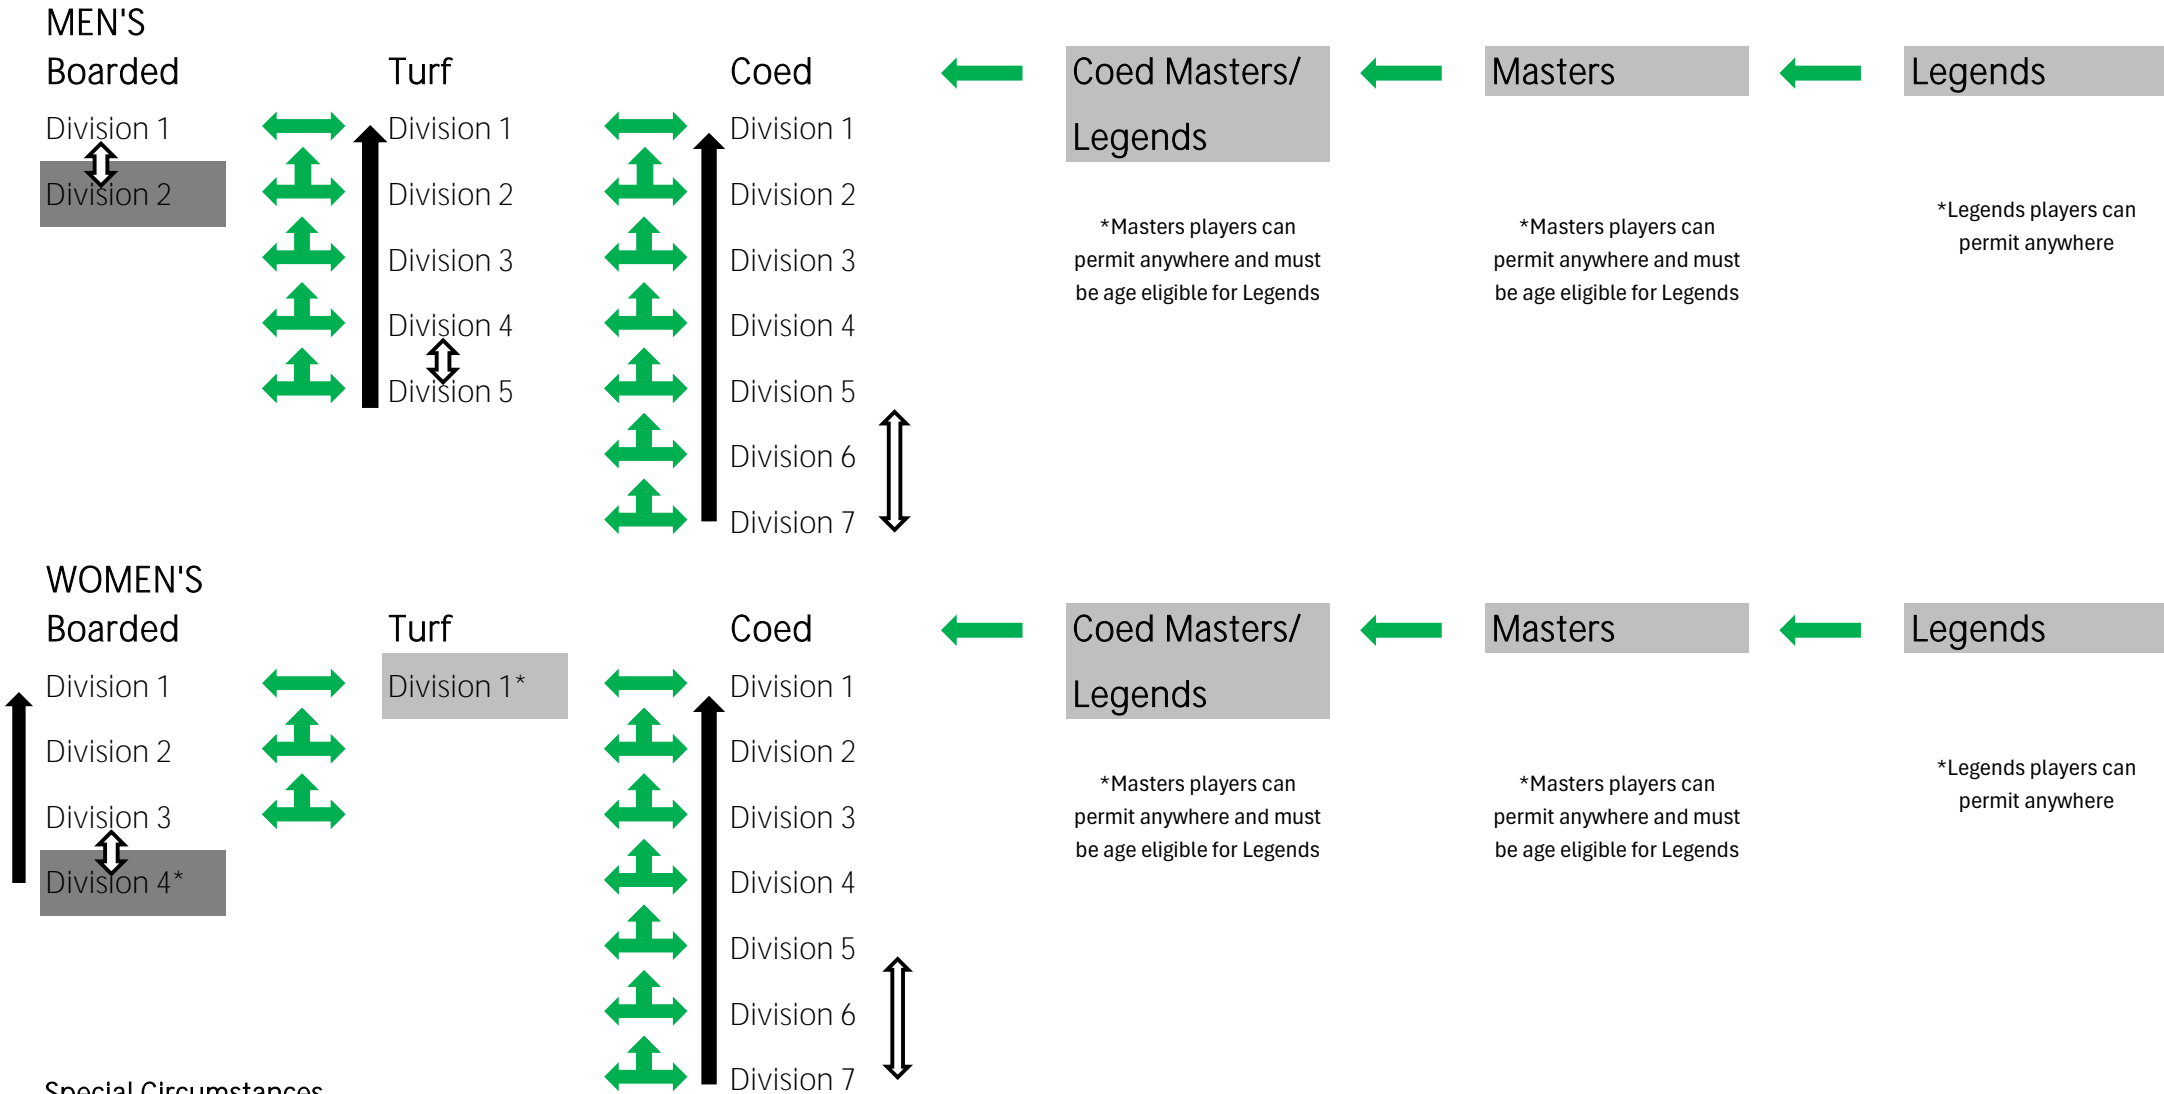 MEN'S
Boarded Turf Coed Coed Masters/ Masters Legends
Legends
Division 1 Division 1 Division 1
Division 2 Division 2 Division 2
*Masters players can
permit anywhere and must
be age eligible for Legends
*Masters players can
permit anywhere and must
be age eligible for Legends
*Legends players can
permit anywhere
Division 3 Division 3
Division 4 Division 4
Division 5 Division 5
Division 6
Division 7
WOMEN'S
Boarded Turf Coed Coed Masters/ Masters Legends
Legends
Division 1 Division 1* Division 1
Division 2 Division 2
*Masters players can
permit anywhere and must
be age eligible for Legends
*Masters players can
permit anywhere and must
be age eligible for Legends
*Legends players can
permit anywhere
Division 3 Division 3
Division 4* Division 4
Division 5
Division 6
Division 7
Special Circumstances